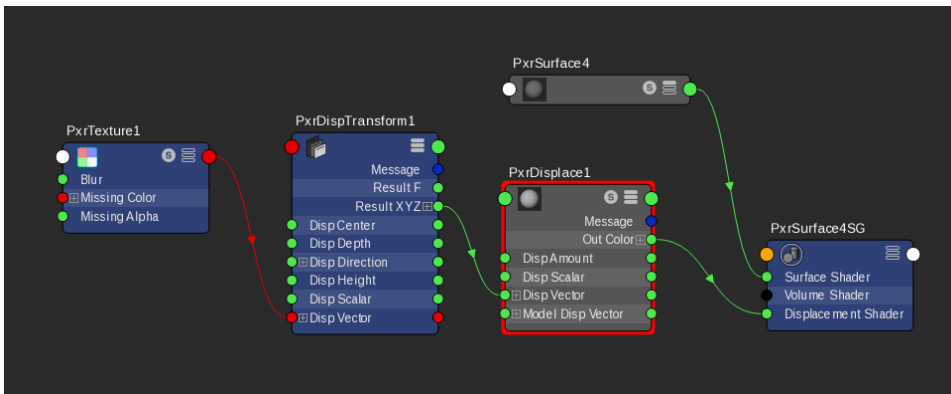 PxrSurface4
S
PxrTexture1
S
Blur
Missing Color
Missing Alpha
PxrDispTransform1
Message
Result F
Result XYZ
Disp Center
Disp Depth
Disp Direction
Disp Height
Disp Scalar
Disp Vector
PxrDisplace1
S
Message
Out Color
Disp Amount
Disp Scalar
Disp Vector
Model Disp Vector
PxrSurface4SG
Surface Shader
Volume Shader
Displacement Shader